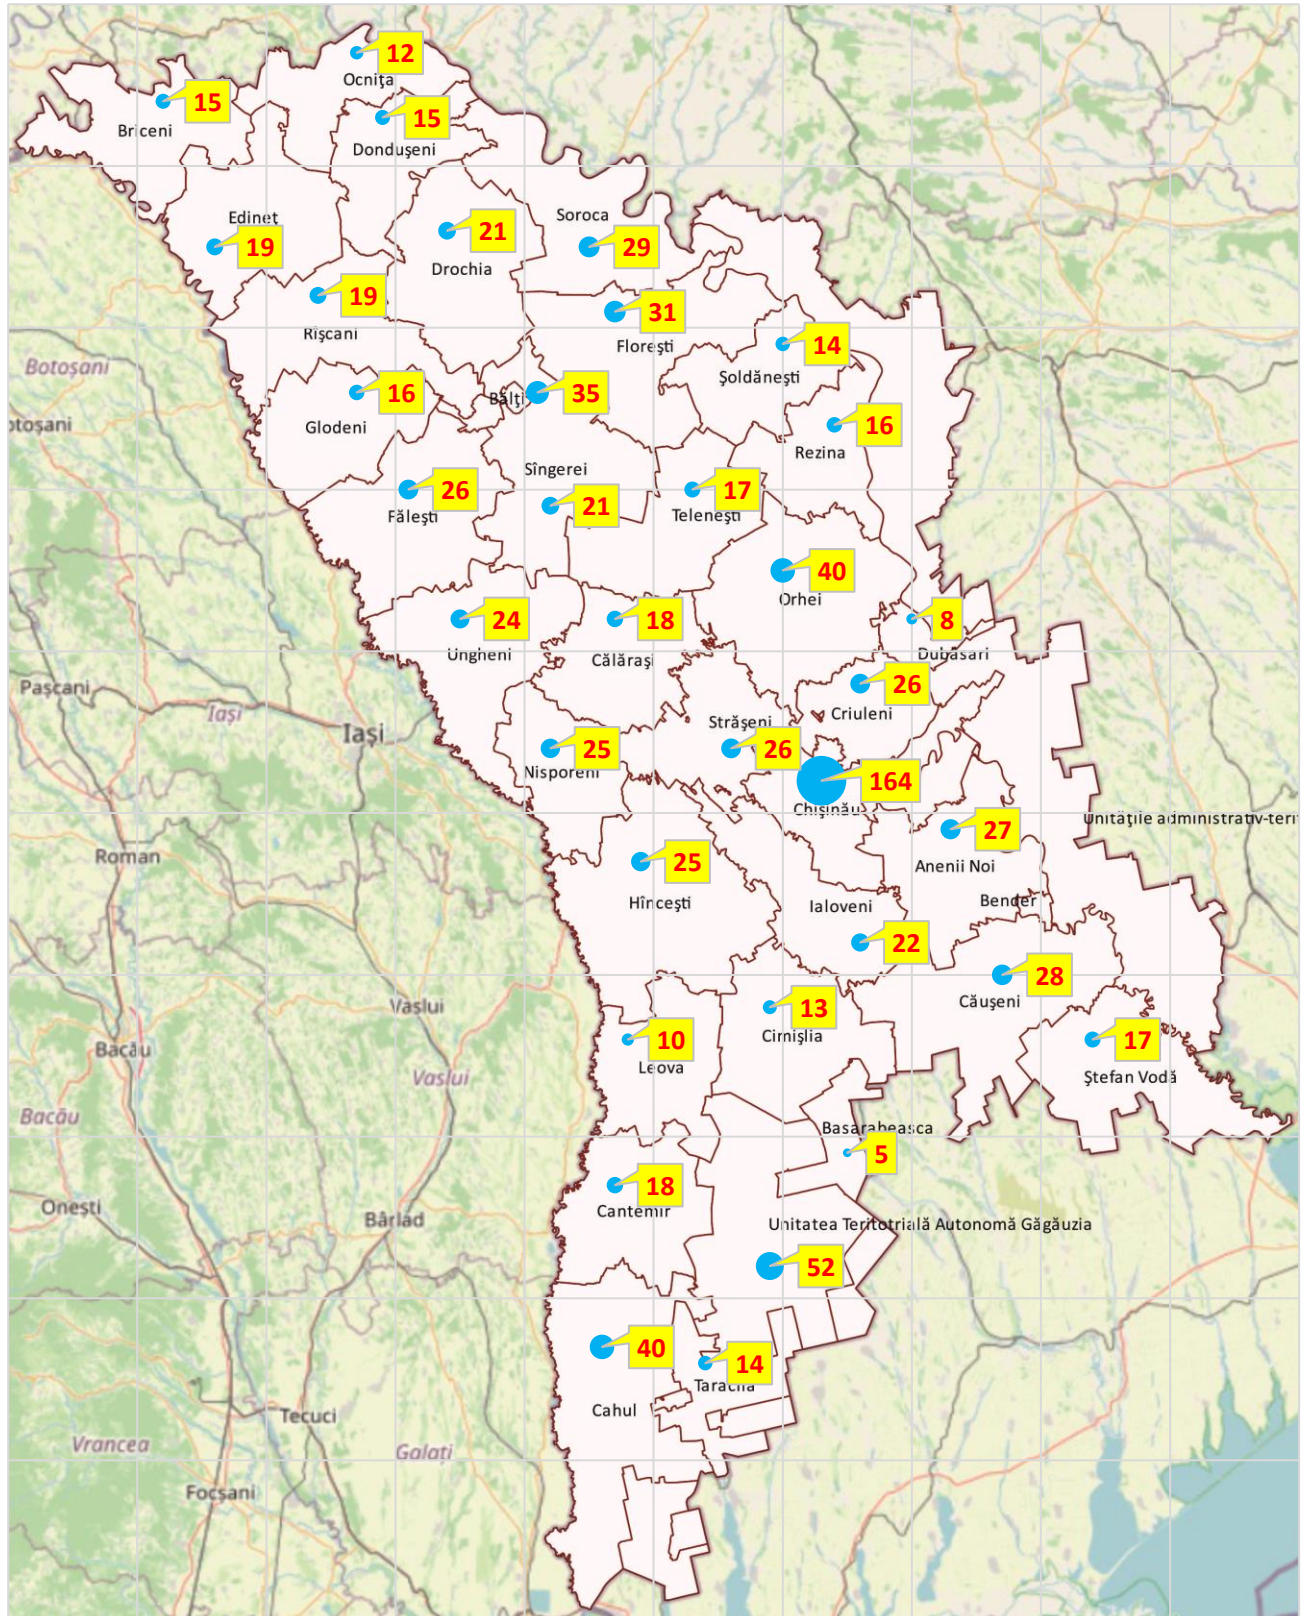 12
Ocnița
15
Briceni
15
Dondușeni
Edineț
19
21
Drochia
Soroca
29
19
Rîșcani
31
Florești
14
Șoldănești
Botoșani
otoșani
16
Glodeni
Bălți
35
16
Rezina
Sîngerei
21
26
Fălești
17
Telenești
40
Orhei
24
Ungheni
18
Călărași
8
Dubăsari
26
Criuleni
Pașcani
Iași
Iași
Strășeni
26
25
Nisporeni
164
Chișinău
Unitățile administrativ-teri
27
Anenii Noi
Roman
25
Hîncești
Ialoveni
Bender
22
28
Căușeni
Vaslui
13
Cimișlia
10
Leova
17
Ștefan Vodă
Bacău
Vaslui
Bacău
Basarabeasca
5
18
Cantemir
Onești
Bârlad
Unitatea Teritotrială Autonomă Găgăuzia
52
40
14
Taraclia
Cahul
Tecuci
Vrancea
Galați
Focșani